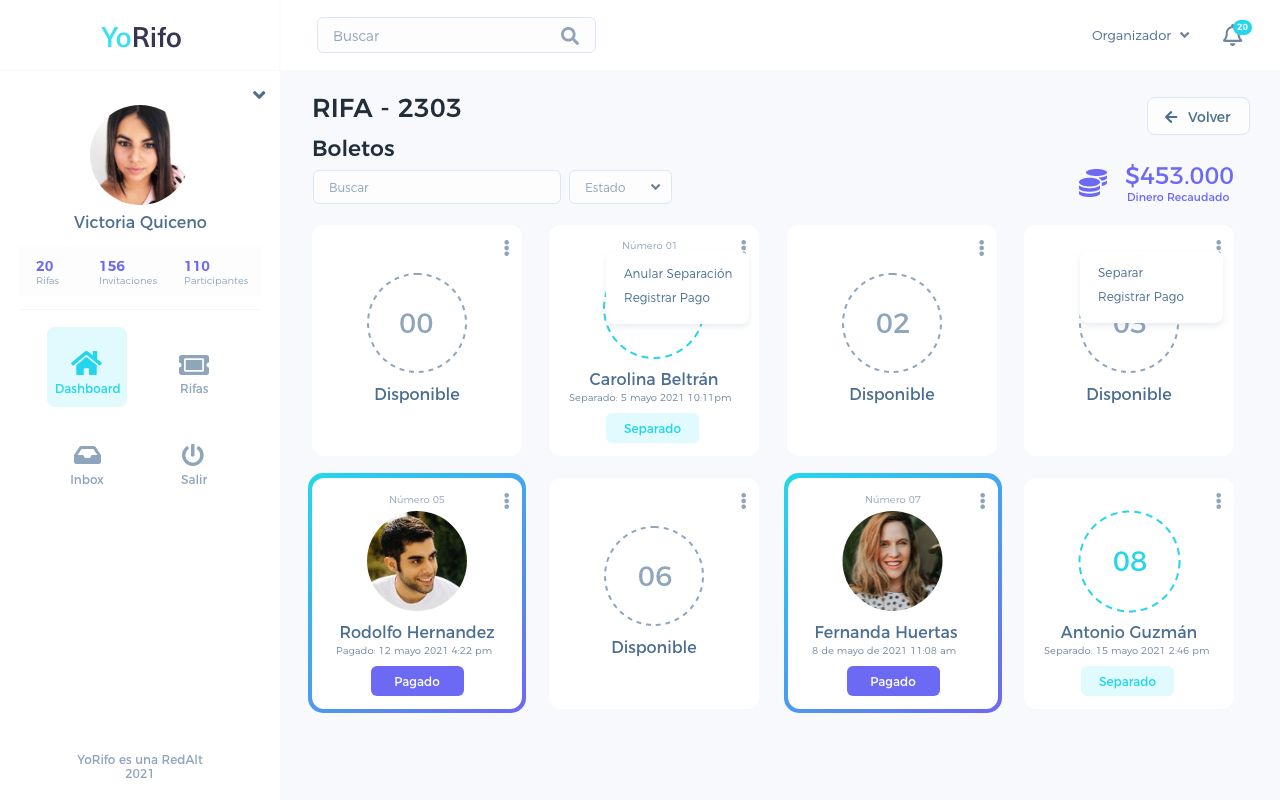 YoRifo
Buscar
Organizador
20
Victoria Quiceno
20
Rifas
156
Invitaciones
110
Participantes
Dashboard
Rifas
Inbox
Salir
YoRifo es una RedAlt
2021
RIFA - 2303
Volver
Boletos
Buscar
Estado
$453.000
Dinero Recaudado
00
Disponible
Número 01
Anular Separación
Registrar Pago
Carolina Beltrán
Separado: 5 mayo 2021 10:11pm
Separado
02
Disponible
Separar
Registrar Pago
03
Disponible
Número 05
Rodolfo Hernandez
Pagado: 12 mayo 2021 4:22 pm
Pagado
06
Disponible
Número 07
Fernanda Huertas
8 de mayo de 2021 11:08 am
Pagado
08
Antonio Guzmán
Separado: 15 mayo 2021 2:46 pm
Separado